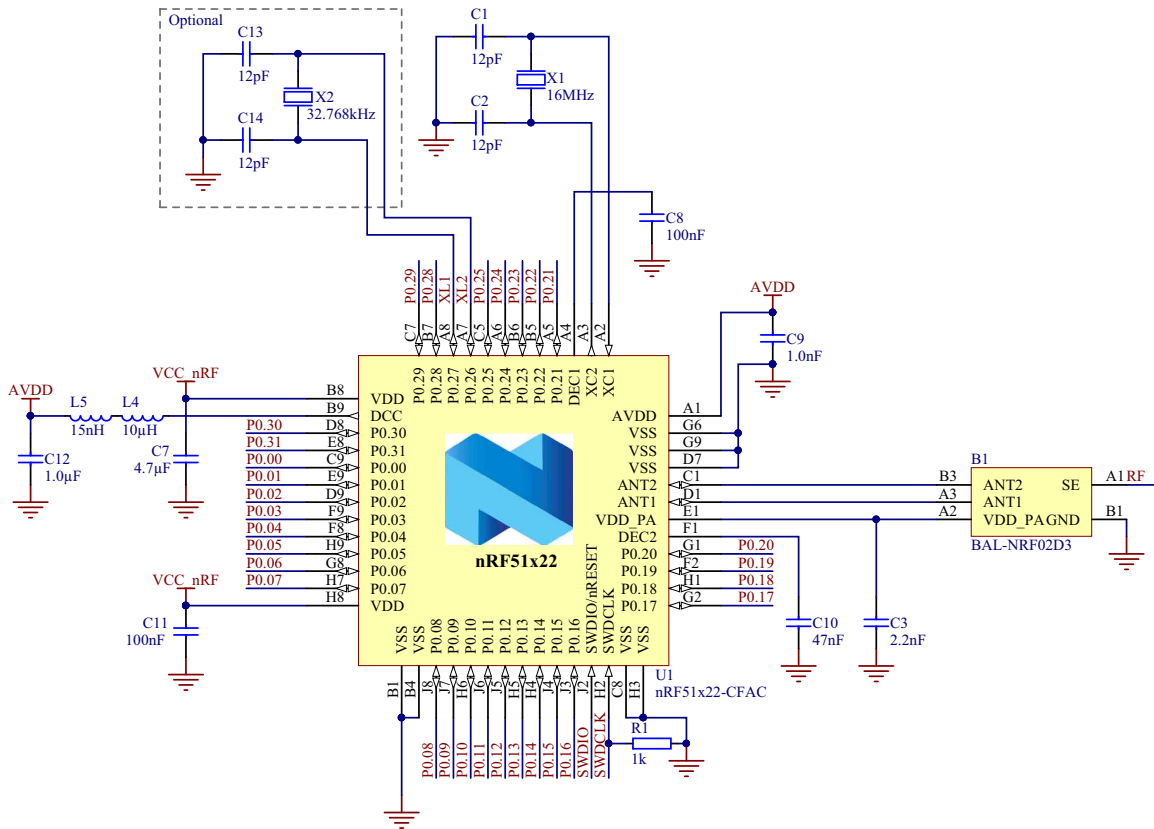 Optional
C13
12pF
X2
32.768kHz
C14
12pF
C1
12pF
X1
16MHz
C2
12pF
C8
100nF
P0.29
P0.28
XL1
XL2
P0.25
P0.24
P0.23
P0.22
P0.21
C7
B7
A8
A7
C5
A6
B6
B5
A5
A4
A3
A2
P0.29
P0.28
P0.27
P0.26
P0.25
P0.24
P0.23
P0.22
P0.21
DEC1
XC2
XC1
AVDD
C9
1.0nF
AVDD
L5
15nH
L4
10µH
VCC_nRF
C12
1.0µF
C7
4.7µF
B8 VDD
B9 DCC
P0.30 D8 P0.30
P0.31 E8 P0.31
P0.00 C9 P0.00
P0.01 E9 P0.01
P0.02 D9 P0.02
P0.03 F9 P0.03
P0.04 F8 P0.04
P0.05 H9 P0.05
P0.06 G8 P0.06
P0.07 H7 P0.07
H8 VDD
VCC_nRF
C11
100nF
nRF51x22
AVDD A1
VSS G6
VSS G9
VSS D7
ANT2 C1
ANT1 D1
VDD_PA E1
DEC2 F1
P0.20 G1 P0.20
P0.19 F2 P0.19
P0.18 H1 P0.18
P0.17 G2 P0.17
B1
B3 ANT2 SE A1 RF
A3 ANT1
A2 VDD_PA GND B1
BAL-NRF02D3
C10
47nF
C3
2.2nF
VSS
VSS
P0.08
P0.09
P0.10
P0.11
P0.12
P0.13
P0.14
P0.15
P0.16
SWDIO/nRESET
SWDCLK
VSS
VSS
U1
nRF51x22-CFAC
B1
B4
J8
J7
H6
J6
J5
H5
H4
J4
J3
J2
H2
C8
H3
P0.08
P0.09
P0.10
P0.11
P0.12
P0.13
P0.14
P0.15
P0.16
SWDIO
SWDCLK
R1
1k